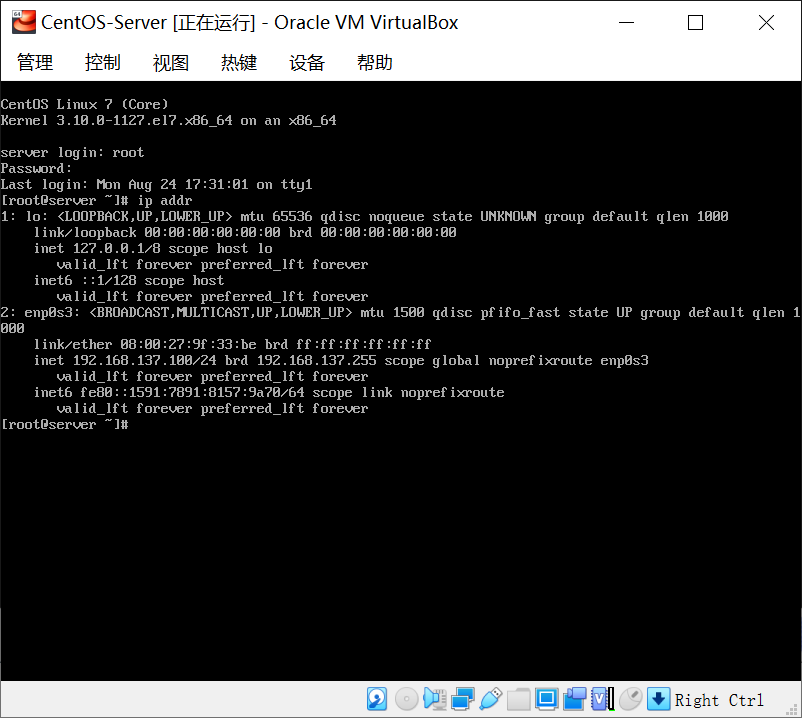 CentOS-Server [正在运行] - Oracle VM VirtualBox
管理 控制 视图 热键 设备 帮助
CentOS Linux 7 (Core)
Kernel 3.10.0-1127.el7.x86_64 on an x86_64
server login: root
Password:
Last login: Mon Aug 24 17:31:01 on tty1
[root@server ~]# ip addr
1: lo: <LOOPBACK,UP,LOWER_UP> mtu 65536 qdisc noqueue state UNKNOWN group default qlen 1000
link/loopback 00:00:00:00:00:00 brd 00:00:00:00:00:00
inet 127.0.0.1/8 scope host lo
valid_lft forever preferred_lft forever
inet6 ::1/128 scope host
valid_lft forever preferred_lft forever
2: enp0s3: <BROADCAST,MULTICAST,UP,LOWER_UP> mtu 1500 qdisc pfifo_fast state UP group default qlen 1
000
link/ether 08:00:27:9f:33:be brd ff:ff:ff:ff:ff:ff
inet 192.168.137.100/24 brd 192.168.137.255 scope global noprefixroute enp0s3
valid_lft forever preferred_lft forever
inet6 fe80::1591:7891:8157:9a70/64 scope link noprefixroute
valid_lft forever preferred_lft forever
[root@server ~]#
Right Ctrl